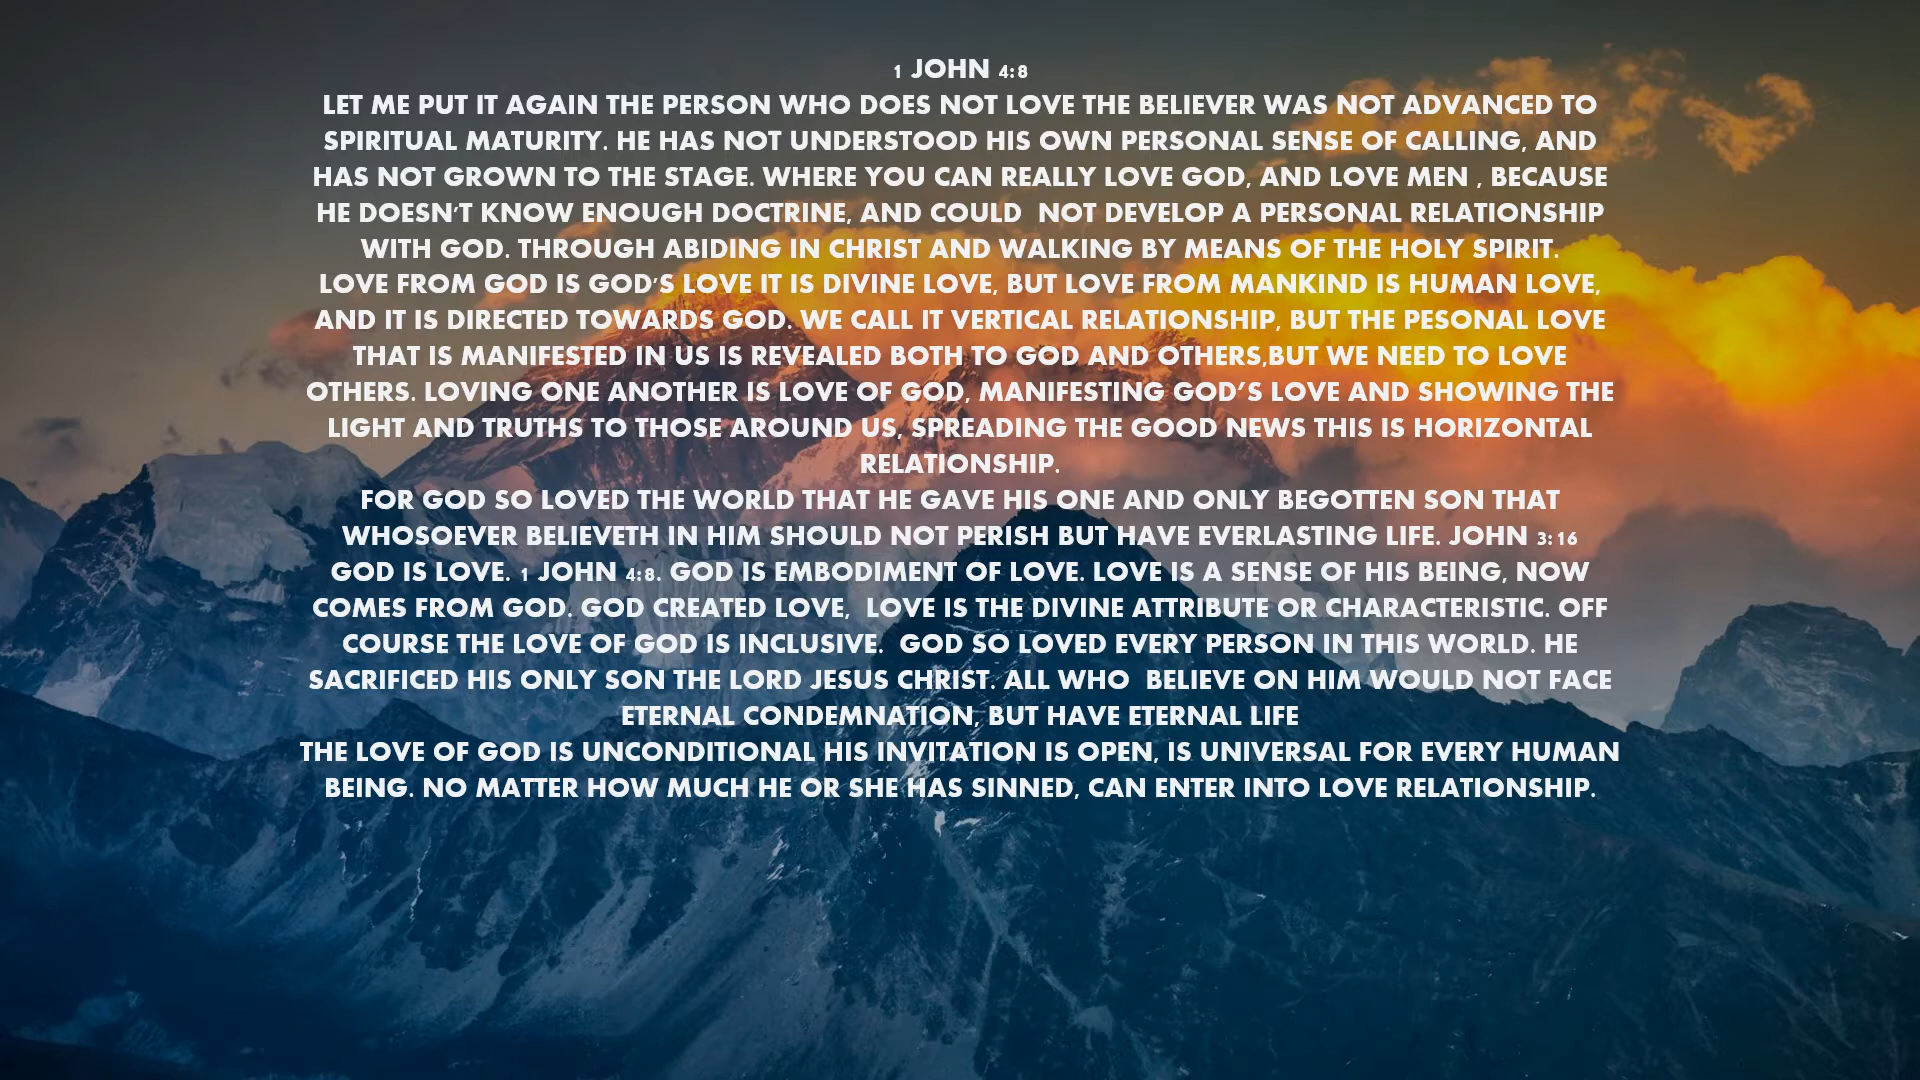 1 JOHN 4:8
LET ME PUT IT AGAIN THE PERSON WHO DOES NOT LOVE THE BELIEVER WAS NOT ADVANCED TO
SPIRITUAL MATURITY. HE HAS NOT UNDERSTOOD HIS OWN PERSONAL SENSE OF CALLING, AND
HAS NOT GROWN TO THE STAGE. WHERE YOU CAN REALLY LOVE GOD, AND LOVE MEN , BECAUSE
HE DOESN'T KNOW ENOUGH DOCTRINE, AND COULD  NOT DEVELOP A PERSONAL RELATIONSHIP
WITH GOD. THROUGH ABIDING IN CHRIST AND WALKING BY MEANS OF THE HOLY SPIRIT.
LOVE FROM GOD IS GOD'S LOVE IT IS DIVINE LOVE, BUT LOVE FROM MANKIND IS HUMAN LOVE,
AND IT IS DIRECTED TOWARDS GOD. WE CALL IT VERTICAL RELATIONSHIP, BUT THE PESONAL LOVE
THAT IS MANIFESTED IN US IS REVEALED BOTH TO GOD AND OTHERS,BUT WE NEED TO LOVE
OTHERS. LOVING ONE ANOTHER IS LOVE OF GOD, MANIFESTING GOD’S LOVE AND SHOWING THE
LIGHT AND TRUTHS TO THOSE AROUND US, SPREADING THE GOOD NEWS THIS IS HORIZONTAL
RELATIONSHIP.
FOR GOD SO LOVED THE WORLD THAT HE GAVE HIS ONE AND ONLY BEGOTTEN SON THAT
WHOSOEVER BELIEVETH IN HIM SHOULD NOT PERISH BUT HAVE EVERLASTING LIFE. JOHN 3:16
GOD IS LOVE. 1 JOHN 4:8. GOD IS EMBODIMENT OF LOVE. LOVE IS A SENSE OF HIS BEING, NOW
COMES FROM GOD. GOD CREATED LOVE,  LOVE IS THE DIVINE ATTRIBUTE OR CHARACTERISTIC. OFF
COURSE THE LOVE OF GOD IS INCLUSIVE.  GOD SO LOVED EVERY PERSON IN THIS WORLD. HE
SACRIFICED HIS ONLY SON THE LORD JESUS CHRIST. ALL WHO  BELIEVE ON HIM WOULD NOT FACE
ETERNAL CONDEMNATION, BUT HAVE ETERNAL LIFE
THE LOVE OF GOD IS UNCONDITIONAL HIS INVITATION IS OPEN, IS UNIVERSAL FOR EVERY HUMAN
BEING. NO MATTER HOW MUCH HE OR SHE HAS SINNED, CAN ENTER INTO LOVE RELATIONSHIP.